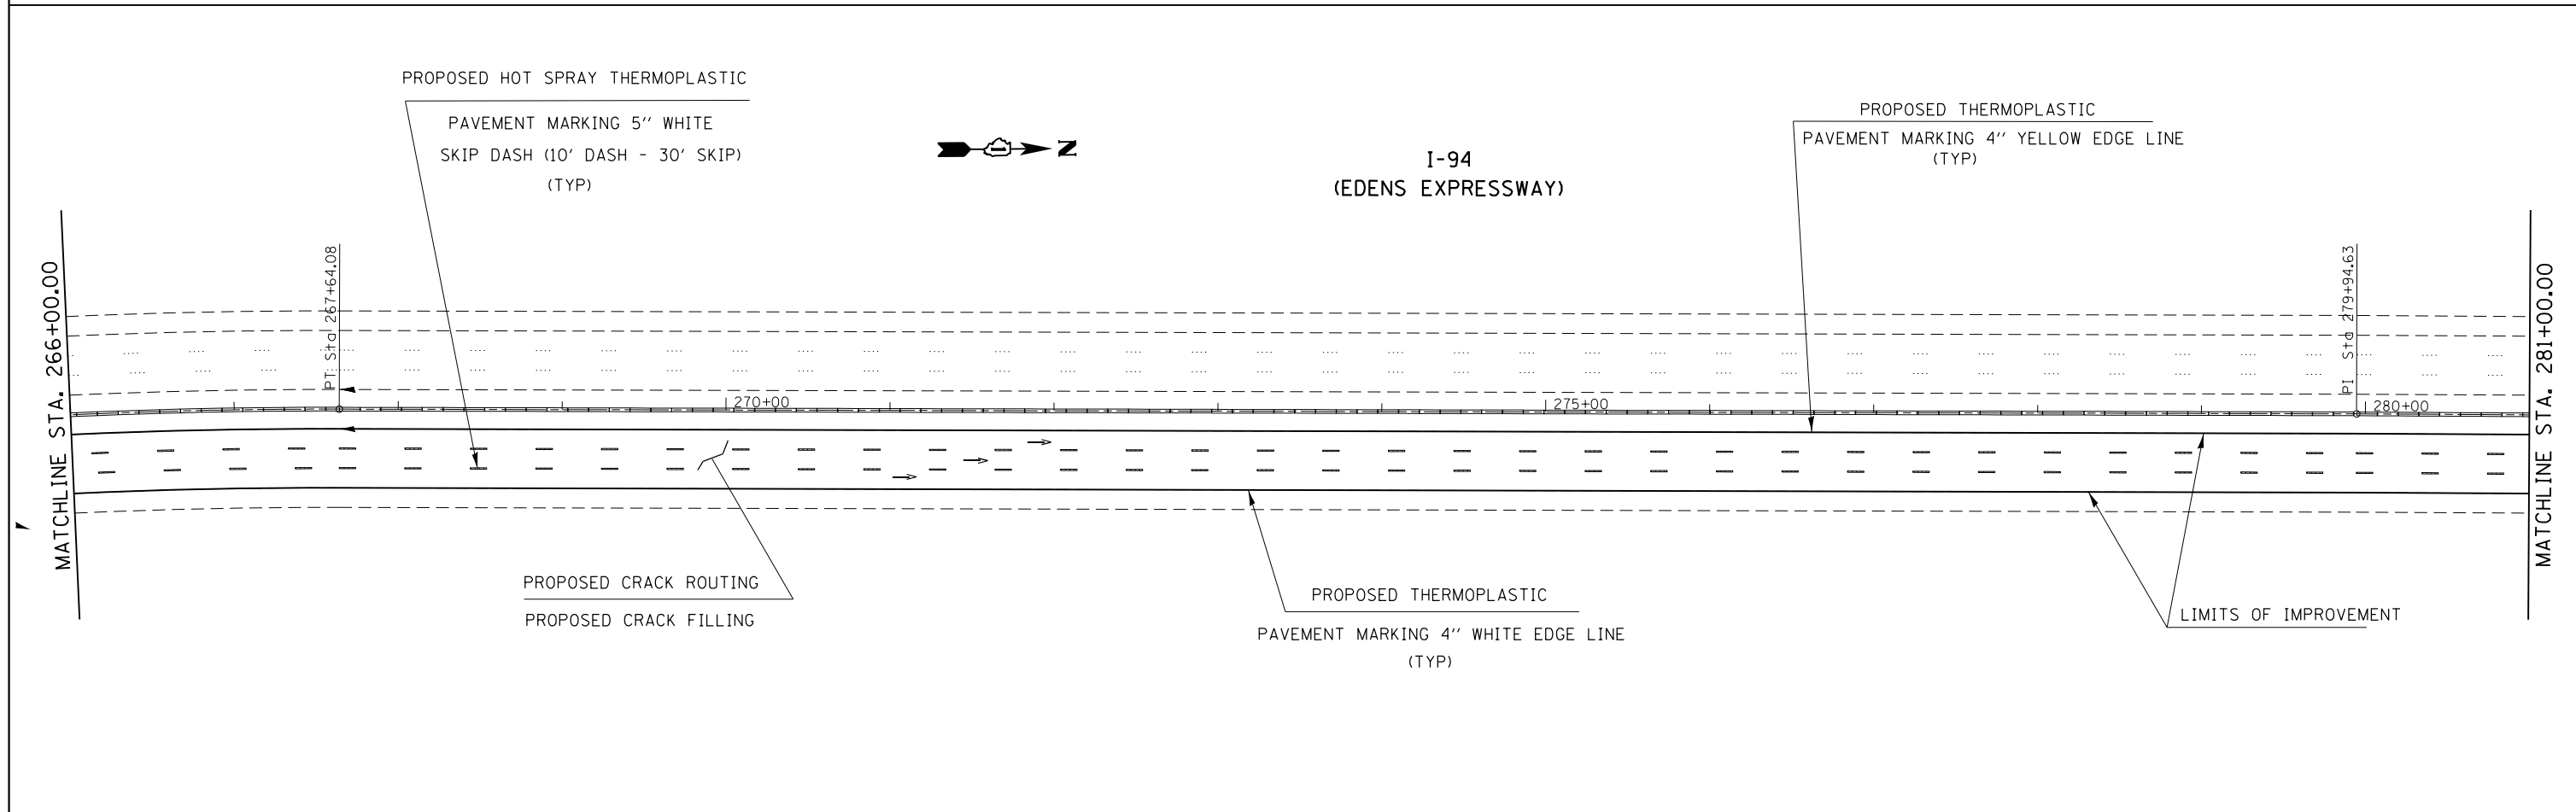 PROPOSED HOT SPRAY THERMOPLASTIC
PAVEMENT MARKING 5'' WHITE
SKIP DASH (10' DASH - 30' SKIP)
(TYP)
N
I-94
(EDENS EXPRESSWAY)
PROPOSED THERMOPLASTIC
PAVEMENT MARKING 4'' YELLOW EDGE LINE
(TYP)
MATCHLINE STA. 266+00.00
PT Sta 267+64.08
270+00
275+00
PI Sta 279+94.63
280+00
MATCHLINE STA. 281+00.00
PROPOSED CRACK ROUTING
PROPOSED CRACK FILLING
PROPOSED THERMOPLASTIC
PAVEMENT MARKING 4'' WHITE EDGE LINE
(TYP)
LIMITS OF IMPROVEMENT